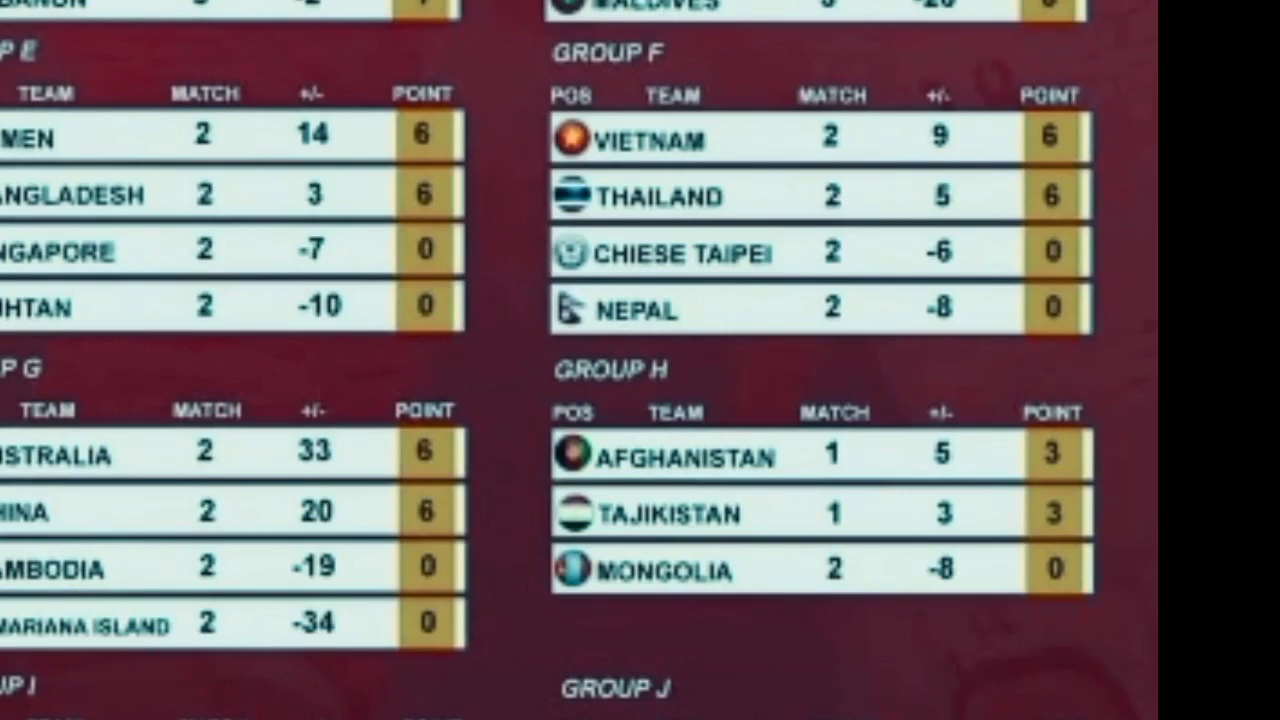 MALDIVES
P E
GROUP F
TEAM MATCH +/- POINT
POS TEAM MATCH +/- POINT
MEN 2 14 6
VIETNAM 2 9 6
ANGLADESH 2 3 6
THAILAND 2 5 6
NGAPORE 2 -7 0
CHIESE TAIPEI 2 -6 0
HTAN 2 -10 0
NEPAL 2 -8 0
P G
GROUP H
TEAM MATCH +/- POINT
POS TEAM MATCH +/- POINT
STRALIA 2 33 6
AFGHANISTAN 1 5 3
HINA 2 20 6
TAJIKISTAN 1 3 3
AMBODIA 2 -19 0
MONGOLIA 2 -8 0
MARIANA ISLAND 2 -34 0
UP I
GROUP J